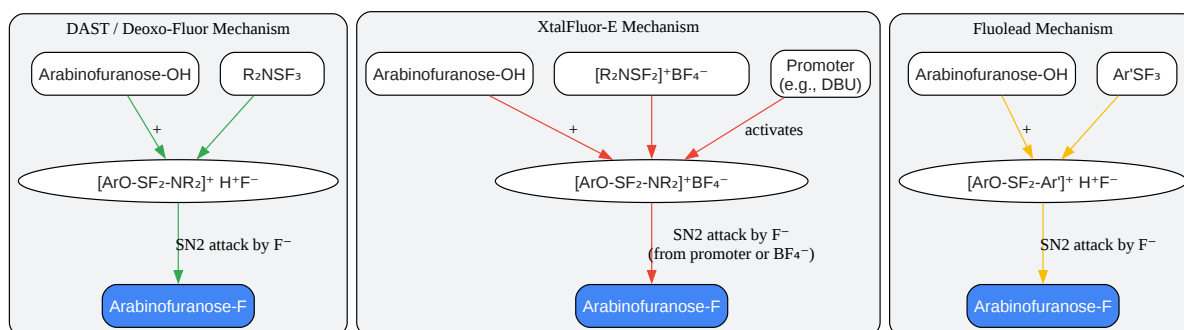 DAST / Deoxo-Fluor Mechanism
Arabinofuranose-OH
R₂NSF₃
+
[ArO-SF₂-NR₂]⁺ H⁺F⁻
SN2 attack by F⁻
Arabinofuranose-F
XtalFluor-E Mechanism
Arabinofuranose-OH
[R₂NSF₂]⁺BF₄⁻
Promoter
(e.g., DBU)
+
activates
[ArO-SF₂-NR₂]⁺BF₄⁻
SN2 attack by F⁻
(from promoter or BF₄⁻)
Arabinofuranose-F
Fluolead Mechanism
Arabinofuranose-OH
Ar'SF₃
+
[ArO-SF₂-Ar']⁺ H⁺F⁻
SN2 attack by F⁻
Arabinofuranose-F